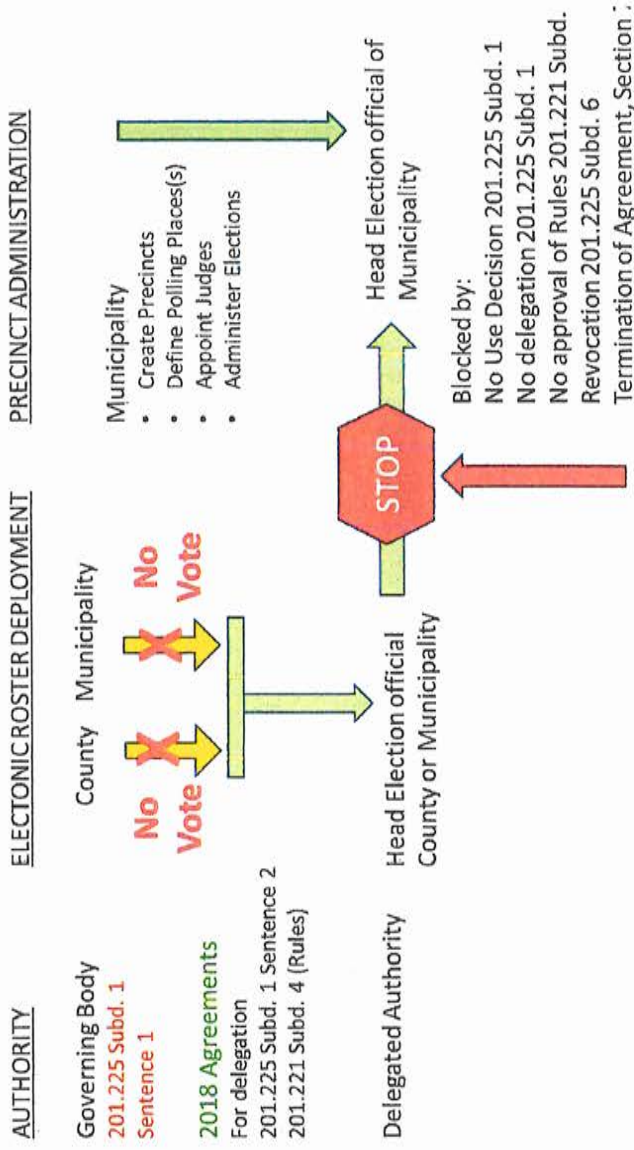 AUTHORITY
Governing Body
201.225 Subd. 1
Sentence 1
2018 Agreements
For delegation
201.225 Subd. 1 Sentence 2
201.221 Subd. 4 (Rules)
Delegated Authority
ELECTONIC ROSTER DEPLOYMENT
County Municipality
No
Vote
No
Vote
Head Election official
County or Municipality
STOP
PRECINCT ADMINISTRATION
Municipality
• Create Precincts
• Define Polling Places(s)
• Appoint Judges
• Administer Elections
Head Election official of
Municipality
Blocked by:
No Use Decision 201.225 Subd. 1
No delegation 201.225 Subd. 1
No approval of Rules 201.221 Subd.
Revocation 201.225 Subd. 6
Termination of Agreement, Section